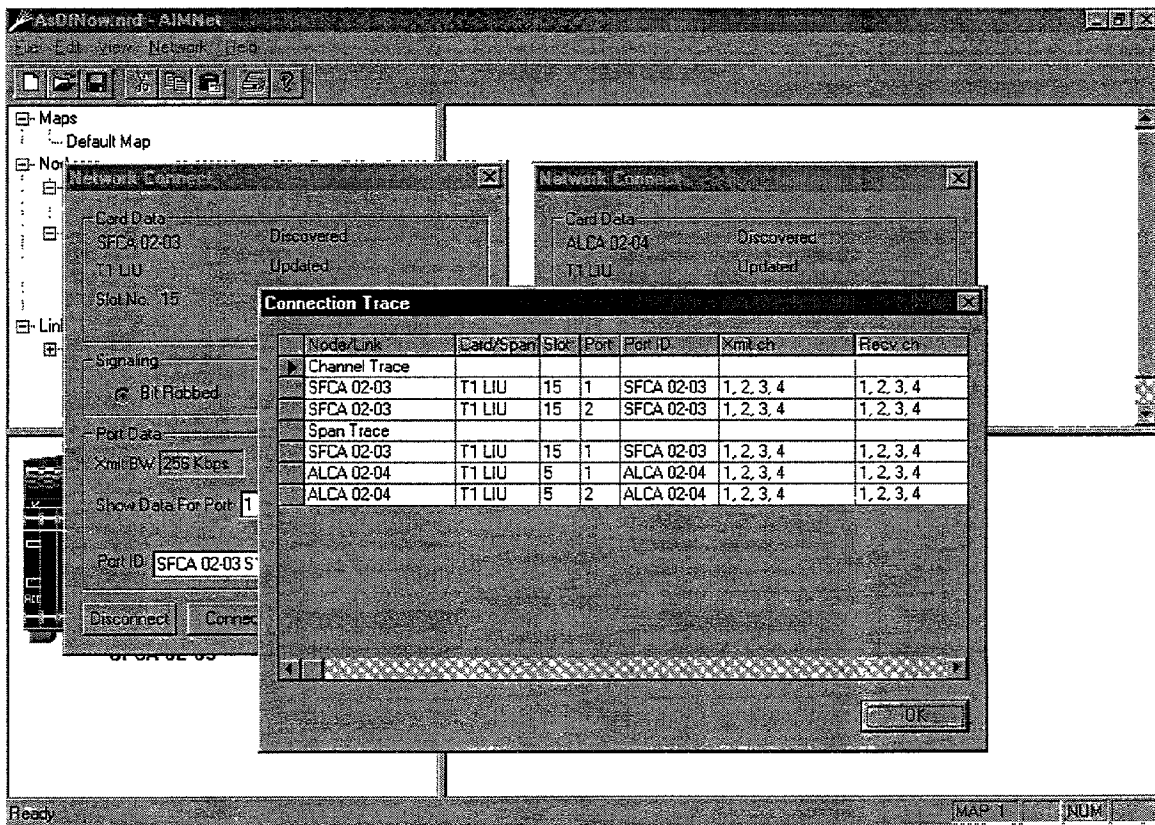 AsOfNow.nrd - AIMNet
File Edit View Network Help
Maps
Default Map
Network Connect
Card Data
SFCA 02-03 Discovered
T1 LIU Updated
Slot No. 15
Signaling
Bit Robbed
Port Data
Xmit BW 256 Kbps
Show Data For Port 1
Port ID SFCA 02-03
Disconnect Connec
SFCA 02-03
Network Connect
Card Data
ALCA 02-04 Discovered
T1 LIU Updated
Connection Trace
Node/Link Card/Span Slot Port Port ID Xmit ch Recv ch
Channel Trace
SFCA 02-03 T1 LIU 15 1 SFCA 02-03 1, 2, 3, 4 1, 2, 3, 4
SFCA 02-03 T1 LIU 15 2 SFCA 02-03 1, 2, 3, 4 1, 2, 3, 4
Span Trace
SFCA 02-03 T1 LIU 15 1 SFCA 02-03 1, 2, 3, 4 1, 2, 3, 4
ALCA 02-04 T1 LIU 5 1 ALCA 02-04 1, 2, 3, 4 1, 2, 3, 4
ALCA 02-04 T1 LIU 5 2 ALCA 02-04 1, 2, 3, 4 1, 2, 3, 4
OK
Ready MAP 1 NUM